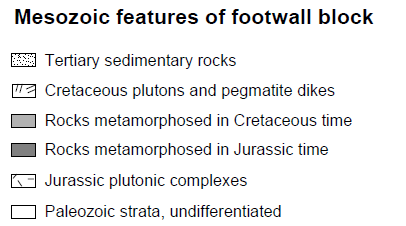 Mesozoic features of footwall block
Tertiary sedimentary rocks
Cretaceous plutons and pegmatite dikes
Rocks metamorphosed in Cretaceous time
Rocks metamorphosed in Jurassic time
Jurassic plutonic complexes
Paleozoic strata, undifferentiated